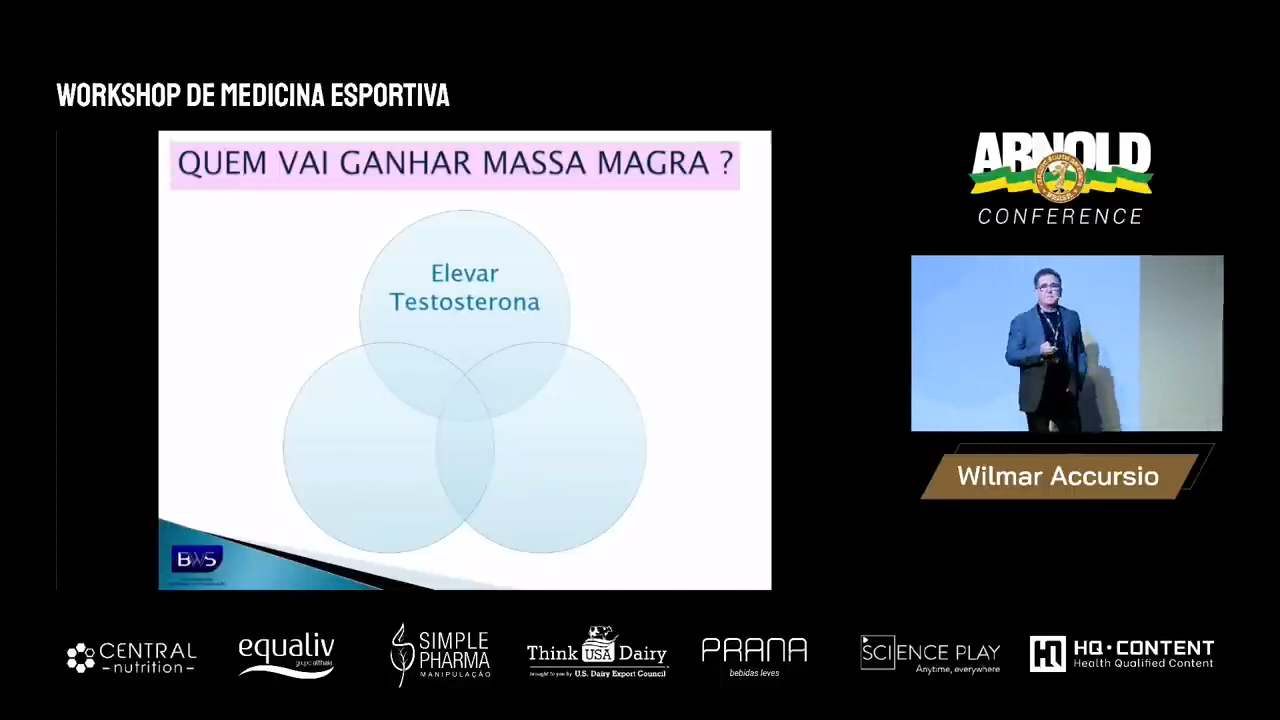 WORKSHOP DE MEDICINA ESPORTIVA
QUEM VAI GANHAR MASSA MAGRA ?
Elevar
Testosterona
BWS
ARNOLD
CONFERENCE
Wilmar Accursio
CENTRAL
nutrition
equaliv
grupo althaia
SIMPLE
PHARMA
MANIPULAÇÃO
Think USA Dairy
brought to you by U.S. Dairy Export Council
PRANA
bebidas leves
SCIENCE PLAY
Anytime, everywhere
HQ·CONTENT
Health Qualified Content